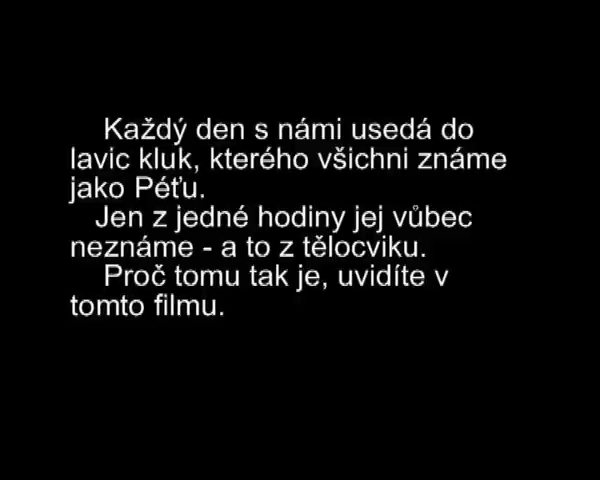 Každý den s námi usedá do
lavic kluk, kterého všichni známe
jako Péťu.
Jen z jedné hodiny jej vůbec
neznáme - a to z tělocviku.
Proč tomu tak je, uvidíte v
tomto filmu.